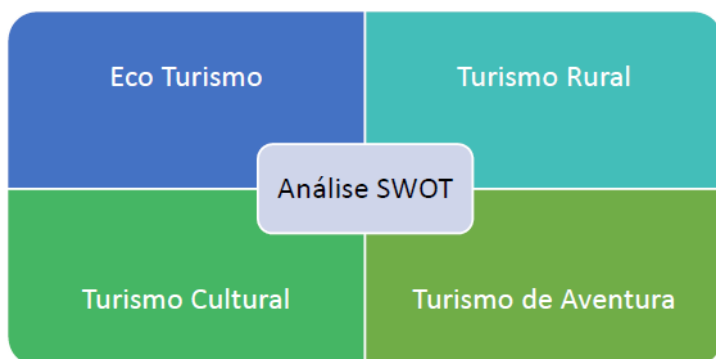 Eco Turismo
Turismo Rural
Análise SWOT
Turismo Cultural
Turismo de Aventura